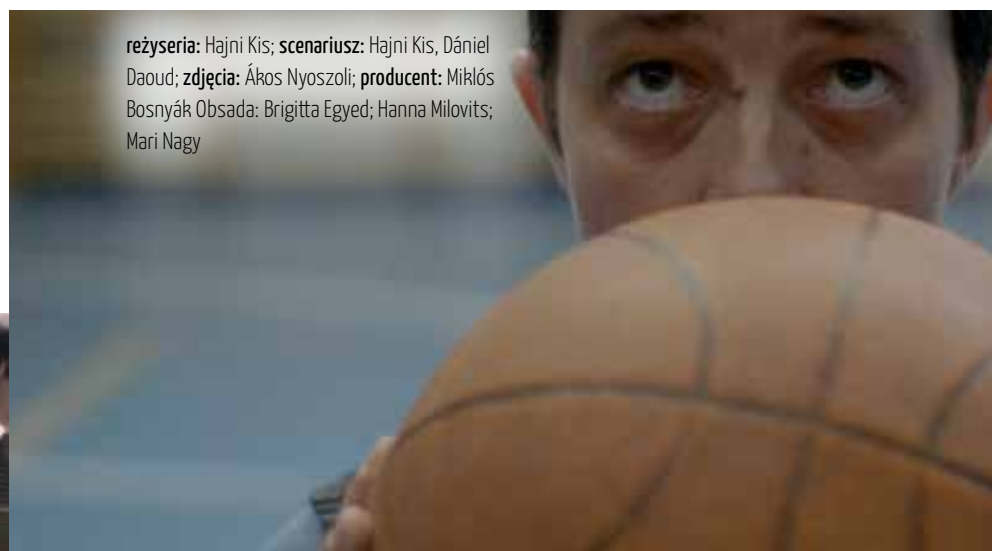 reżyseria: Hajni Kis; scenariusz: Hajni Kis, Dániel
Daoud; zdjęcia: Ákos Nyoszoli; producent: Miklós
Bosnyák Obsada: Brigitta Egyed; Hanna Milovits;
Mari Nagy